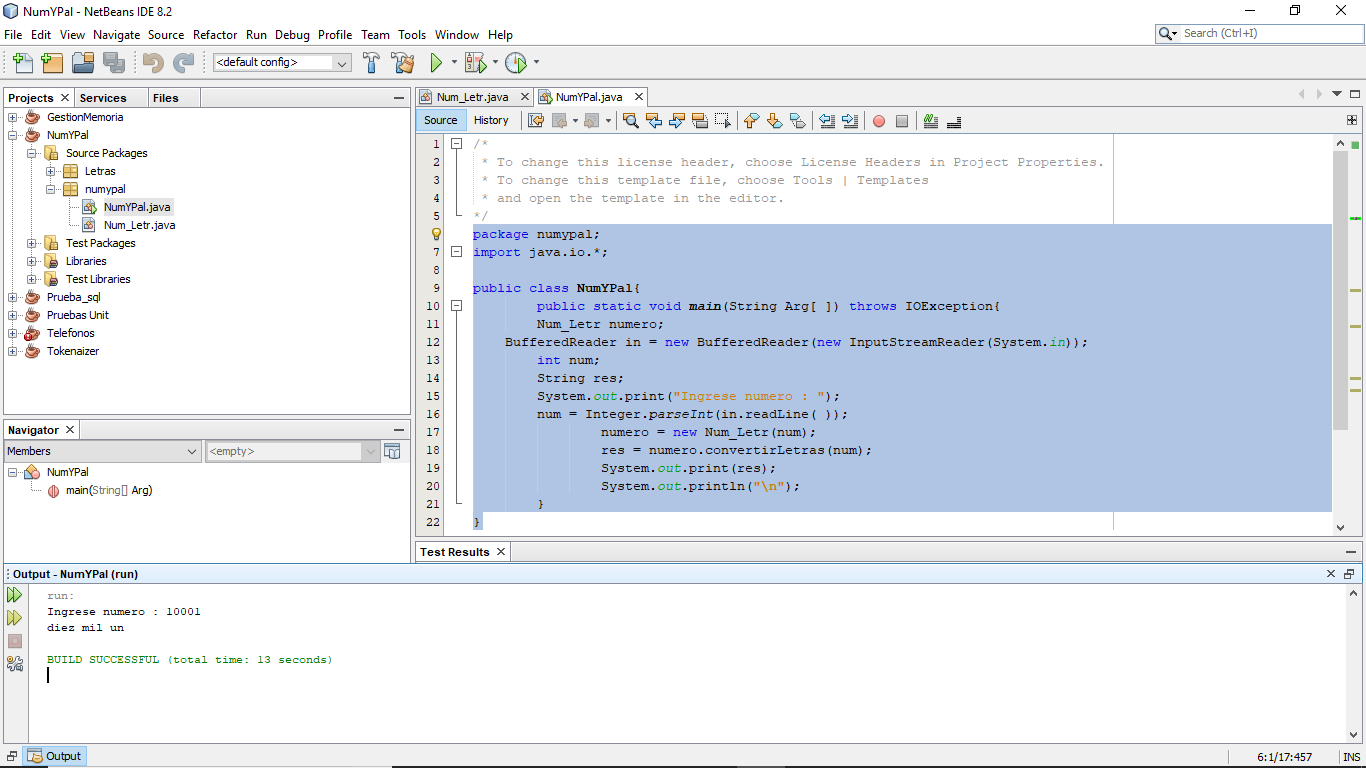 NumYPal - NetBeans IDE 8.2
File Edit View Navigate Source Refactor Run Debug Profile Team Tools Window Help
Search (Ctrl+I)
<default config>
Projects Services Files
GestionMemoria
NumYPal
Source Packages
Letras
numypal
NumYPal.java
Num_Letr.java
Test Packages
Libraries
Test Libraries
Prueba_sql
Pruebas Unit
Telefonos
Tokenaizer
Navigator
Members
<empty>
NumYPal
main(String[] Arg)
Num_Letr.java NumYPal.java
Source History
1 /*
2 * To change this license header, choose License Headers in Project Properties.
3 * To change this template file, choose Tools | Templates
4 * and open the template in the editor.
5 */
package numypal;
7 import java.io.*;
8
9 public class NumYPal{
10 public static void main(String Arg[ ]) throws IOException{
11 Num_Letr numero;
12 BufferedReader in = new BufferedReader(new InputStreamReader(System.in));
13 int num;
14 String res;
15 System.out.print("Ingrese numero : ");
16 num = Integer.parseInt(in.readLine( ));
17 numero = new Num_Letr(num);
18 res = numero.convertirLetras(num);
19 System.out.print(res);
20 System.out.println("\n");
21 }
22 }
Test Results
Output - NumYPal (run)
run:
Ingrese numero : 10001
diez mil un
BUILD SUCCESSFUL (total time: 13 seconds)
Output
6:1/17:457 INS